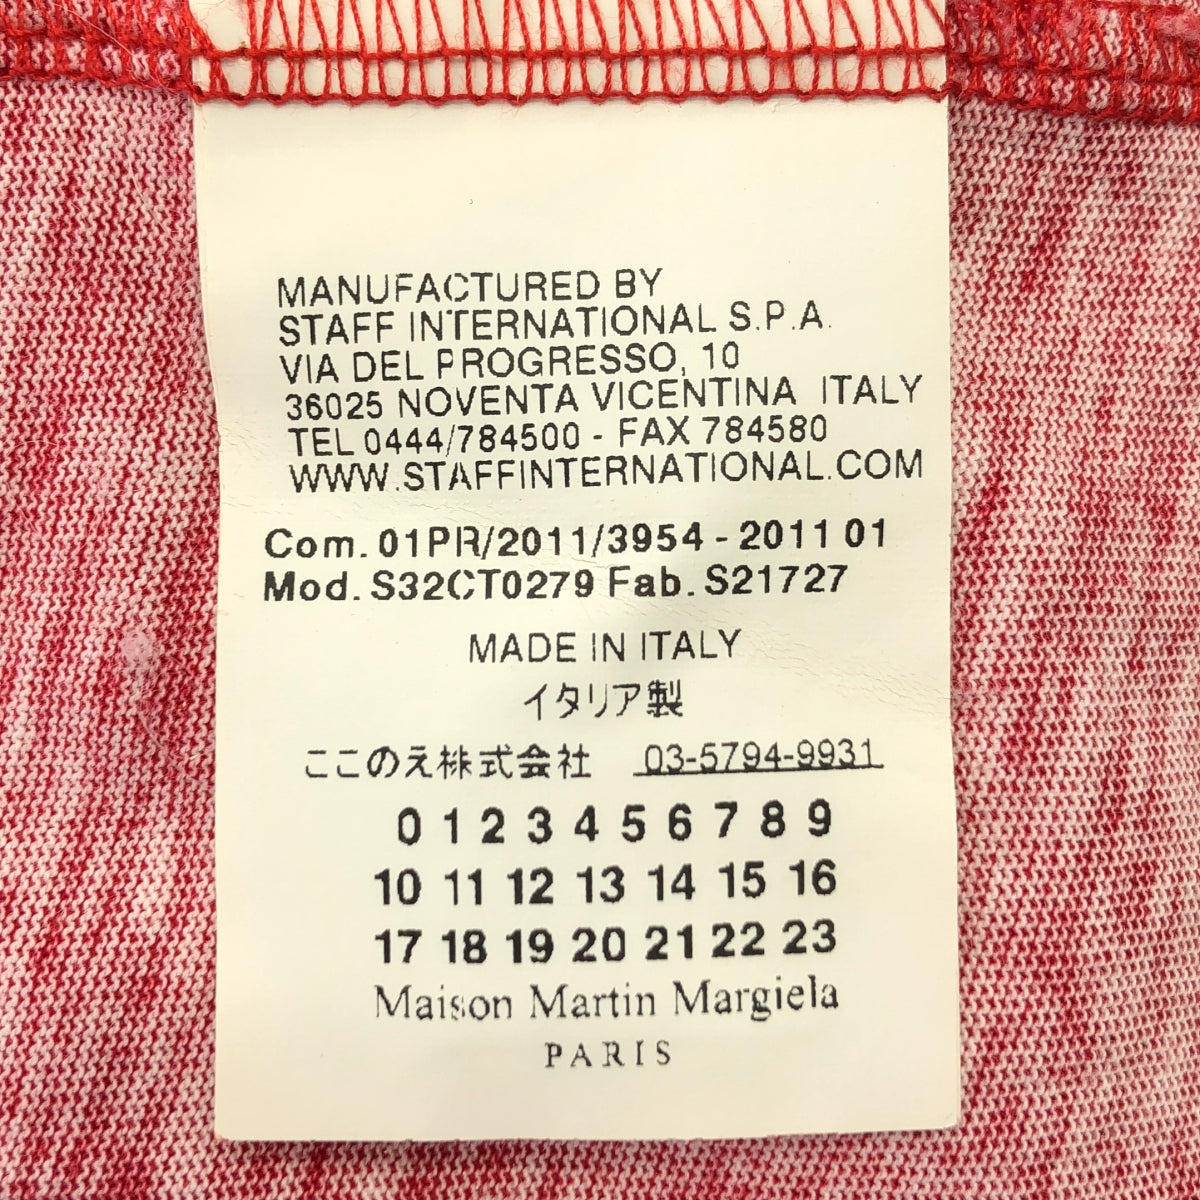 MANUFACTURED BY
STAFF INTERNATIONAL S.P.A.
VIA DEL PROGRESSO, 10
36025 NOVENTA VICENTINA ITALY
TEL 0444/784500 - FAX 784580
WWW.STAFFINTERNATIONAL.COM
Com. 01PR/2011/3954 - 2011 01
Mod. S32CT0279 Fab. S21727
MADE IN ITALY
イタリア製
ここのえ株式会社 03-5794-9931
0 1 2 3 4 5 6 7 8 9
10 11 12 13 14 15 16
17 18 19 20 21 22 23
Maison Martin Margiela
PARIS